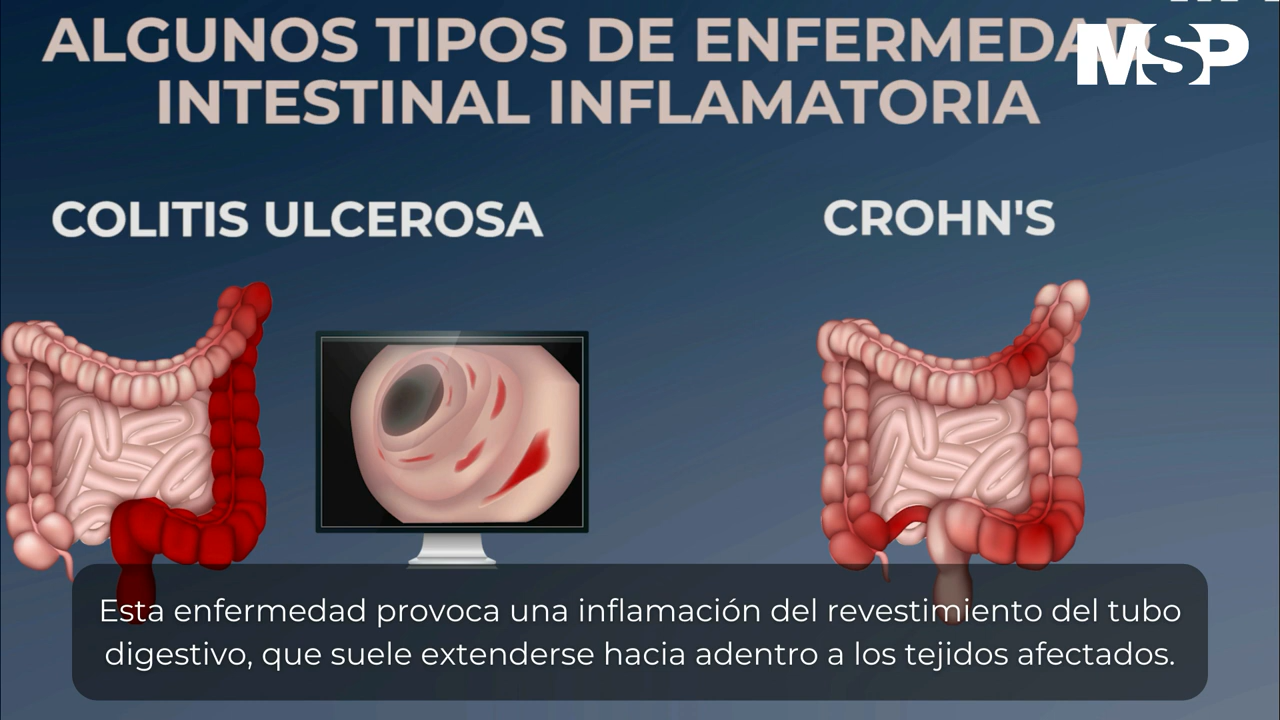 ALGUNOS TIPOS DE ENFERMEDAD
INTESTINAL INFLAMATORIA
MSP
COLITIS ULCEROSA
CROHN'S
Esta enfermedad provoca una inflamación del revestimiento del tubo
digestivo, que suele extenderse hacia adentro a los tejidos afectados.